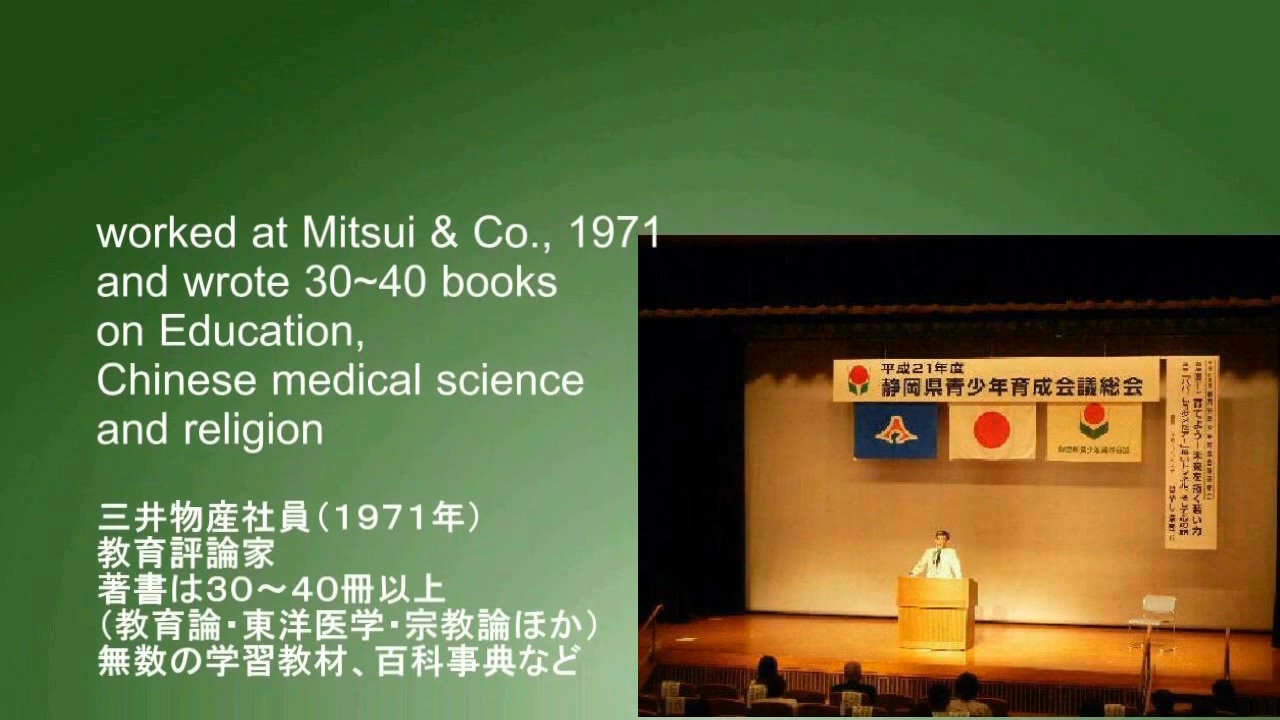 worked at Mitsui & Co., 1971
and wrote 30~40 books
on Education,
Chinese medical science
and religion
三井物産社員（１９７１年）
教育評論家
著書は３０～４０冊以上
（教育論・東洋医学・宗教論ほか）
無数の学習教材、百科事典など
平成21年度
静岡県青少年育成会議総会